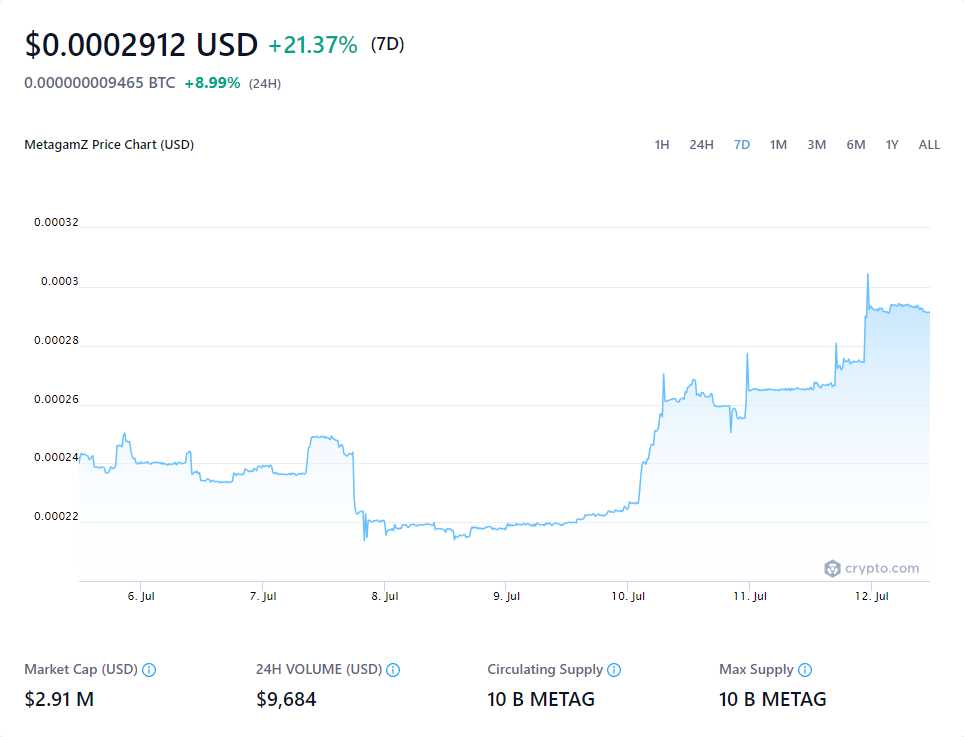 $0.0002912 USD +21.37% (7D)
0.000000009465 BTC +8.99% (24H)
MetagamZ Price Chart (USD) 1H 24H 7D 1M 3M 6M 1Y ALL
0.00032
0.0003
0.00028
0.00026
0.00024
0.00022
crypto.com
6. Jul 7. Jul 8. Jul 9. Jul 10. Jul 11. Jul 12. Jul
Market Cap (USD) 24H VOLUME (USD) Circulating Supply Max Supply
$2.91 M $9,684 10 B METAG 10 B METAG